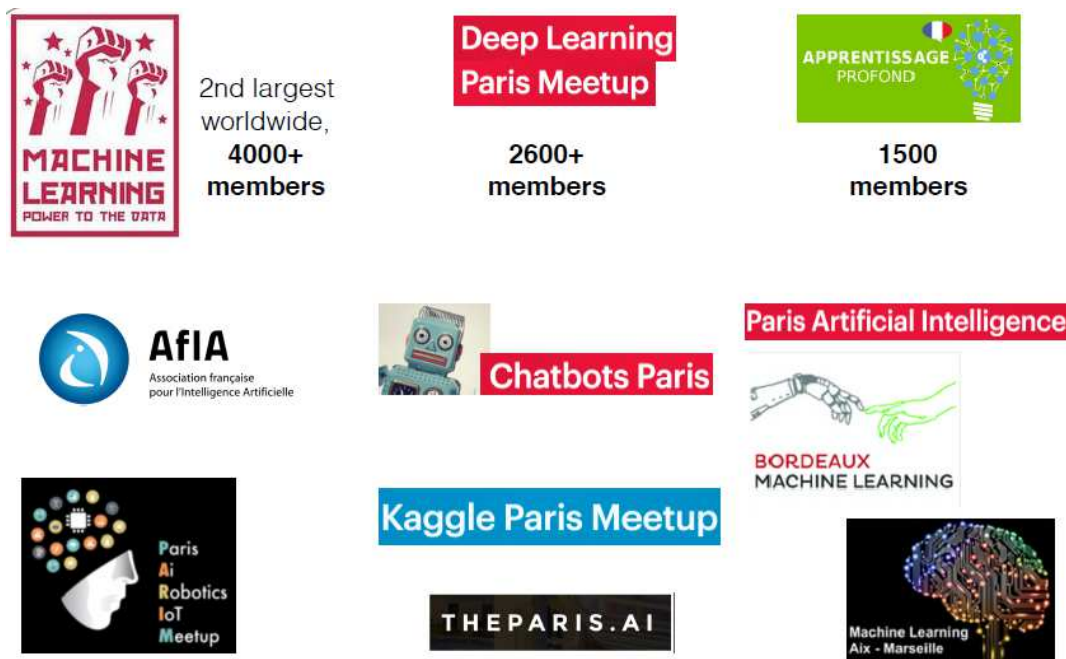 MACHINE
LEARNING
POWER TO THE DATA
2nd largest
worldwide,
4000+
members
Deep Learning
Paris Meetup
2600+
members
APPRENTISSAGE
PROFOND
1500
members
AfIA
Association française
pour l'Intelligence Artificielle
Chatbots Paris
Paris Artificial Intelligence
BORDEAUX
MACHINE LEARNING
Paris
Ai
Robotics
IoT
Meetup
Kaggle Paris Meetup
THEPARIS.AI
Machine Learning
Aix - Marseille